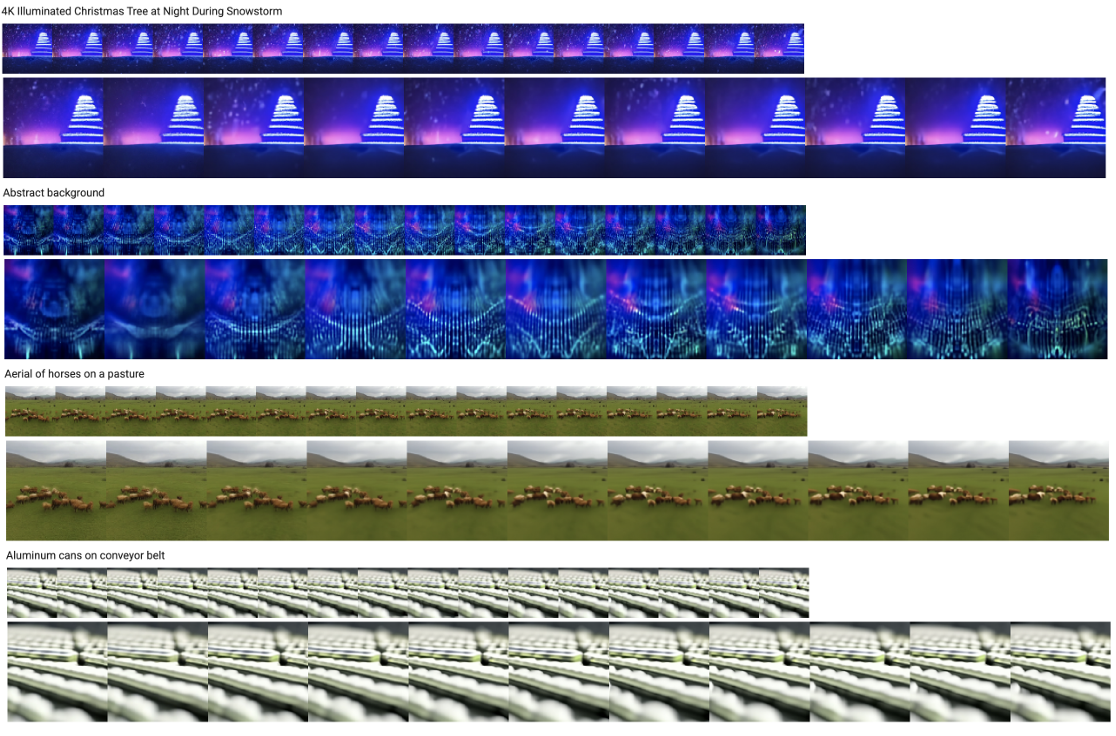 4K Illuminated Christmas Tree at Night During Snowstorm
Abstract background
Aerial of horses on a pasture
Aluminum cans on conveyor belt